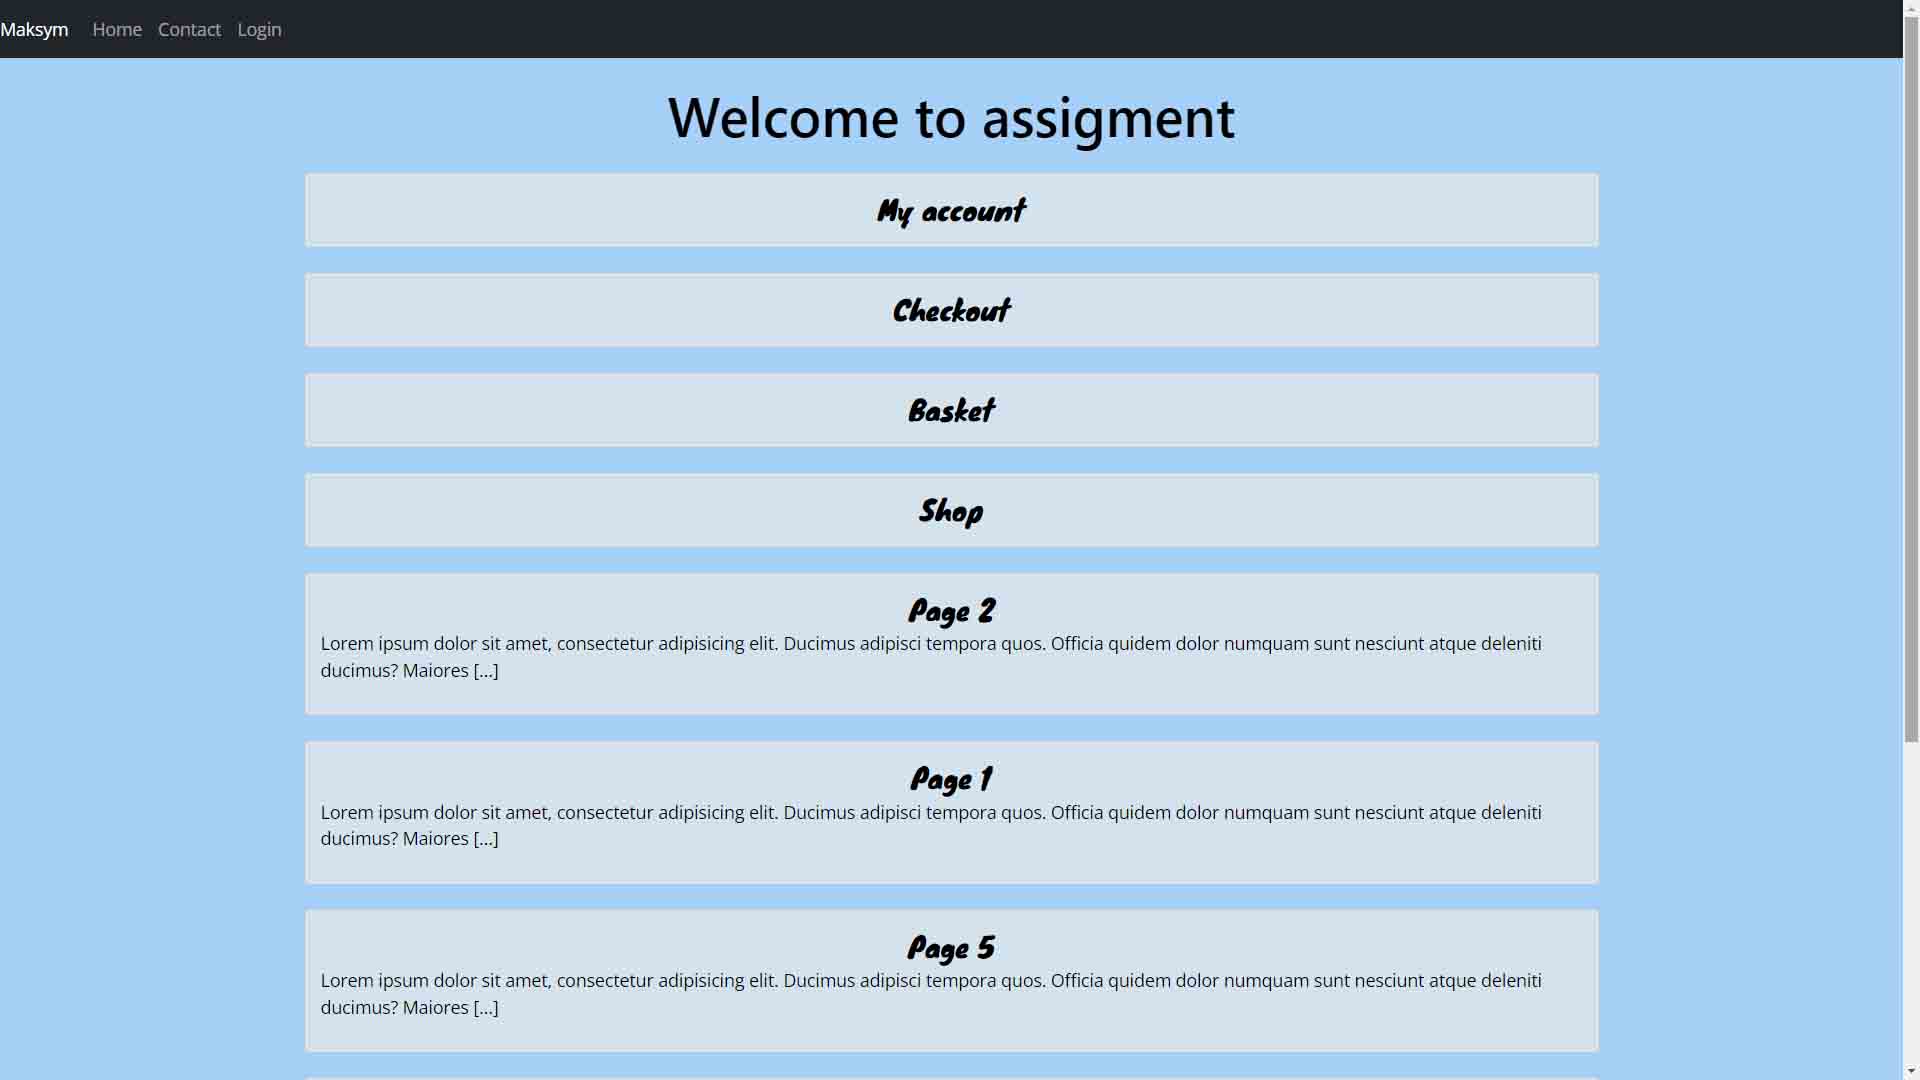 Maksym Home Contact Login
Welcome to assigment
My account
Checkout
Basket
Shop
Page 2
Lorem ipsum dolor sit amet, consectetur adipisicing elit. Ducimus adipisci tempora quos. Officia quidem dolor numquam sunt nesciunt atque deleniti
ducimus? Maiores [...]
Page 1
Lorem ipsum dolor sit amet, consectetur adipisicing elit. Ducimus adipisci tempora quos. Officia quidem dolor numquam sunt nesciunt atque deleniti
ducimus? Maiores [...]
Page 5
Lorem ipsum dolor sit amet, consectetur adipisicing elit. Ducimus adipisci tempora quos. Officia quidem dolor numquam sunt nesciunt atque deleniti
ducimus? Maiores [...]